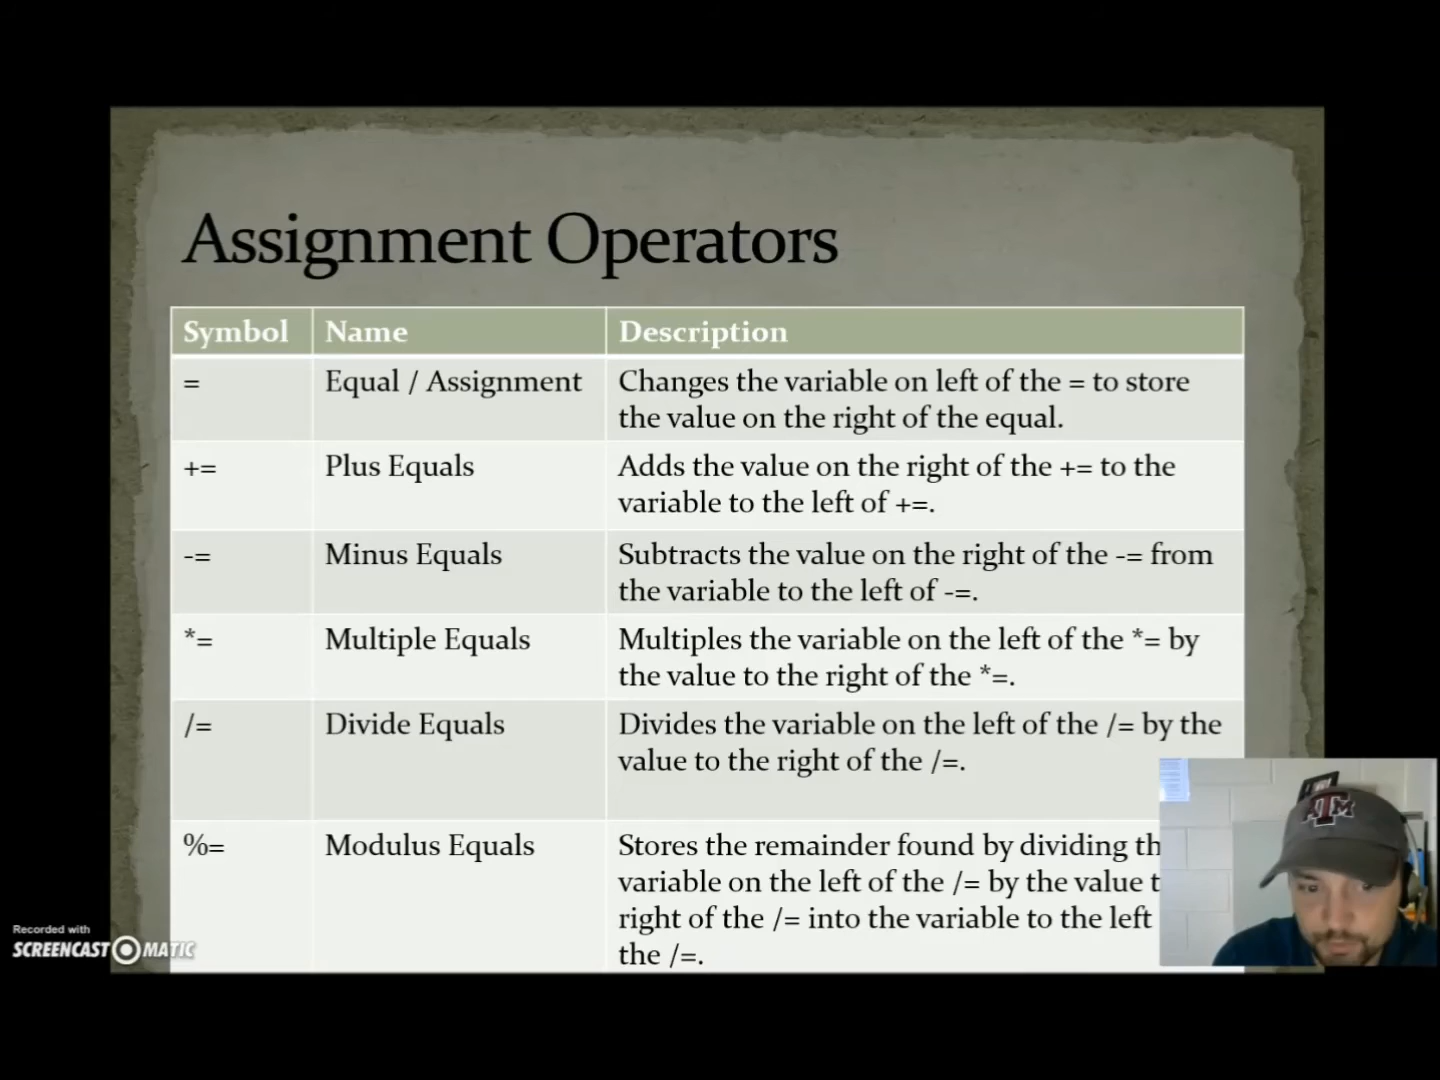 Assignment Operators
Symbol Name Description
= Equal / Assignment Changes the variable on left of the = to store
the value on the right of the equal.
+= Plus Equals Adds the value on the right of the += to the
variable to the left of +=.
-= Minus Equals Subtracts the value on the right of the -= from
the variable to the left of -=.
*= Multiple Equals Multiples the variable on the left of the *= by
the value to the right of the *=.
/= Divide Equals Divides the variable on the left of the /= by the
value to the right of the /=.
%= Modulus Equals Stores the remainder found by dividing
variable on the left of the /= by the value
right of the /= into the variable to the left
the /=.
Recorded with
SCREENCAST MATIC
ATM